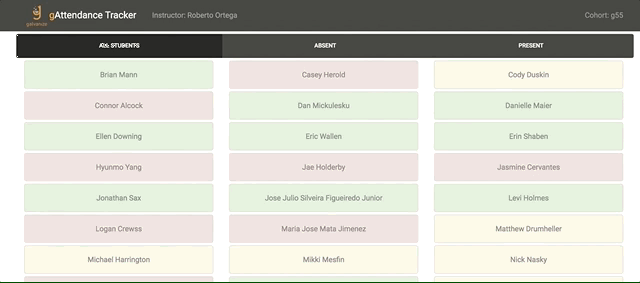 galvanize
gAttendance Tracker
Instructor: Roberto Ortega
Cohort: g55
ALL STUDENTS
ABSENT
PRESENT
Brian Mann
Casey Herold
Cody Duskin
Connor Alcock
Dan Mickulesku
Danielle Maier
Ellen Downing
Eric Wallen
Erin Shaben
Hyunmo Yang
Jae Holderby
Jasmine Cervantes
Jonathan Sax
Jose Julio Silveira Figueiredo Junior
Levi Holmes
Logan Crewss
Maria Jose Mata Jimenez
Matthew Drumheller
Michael Harrington
Mikki Mesfin
Nick Nasky